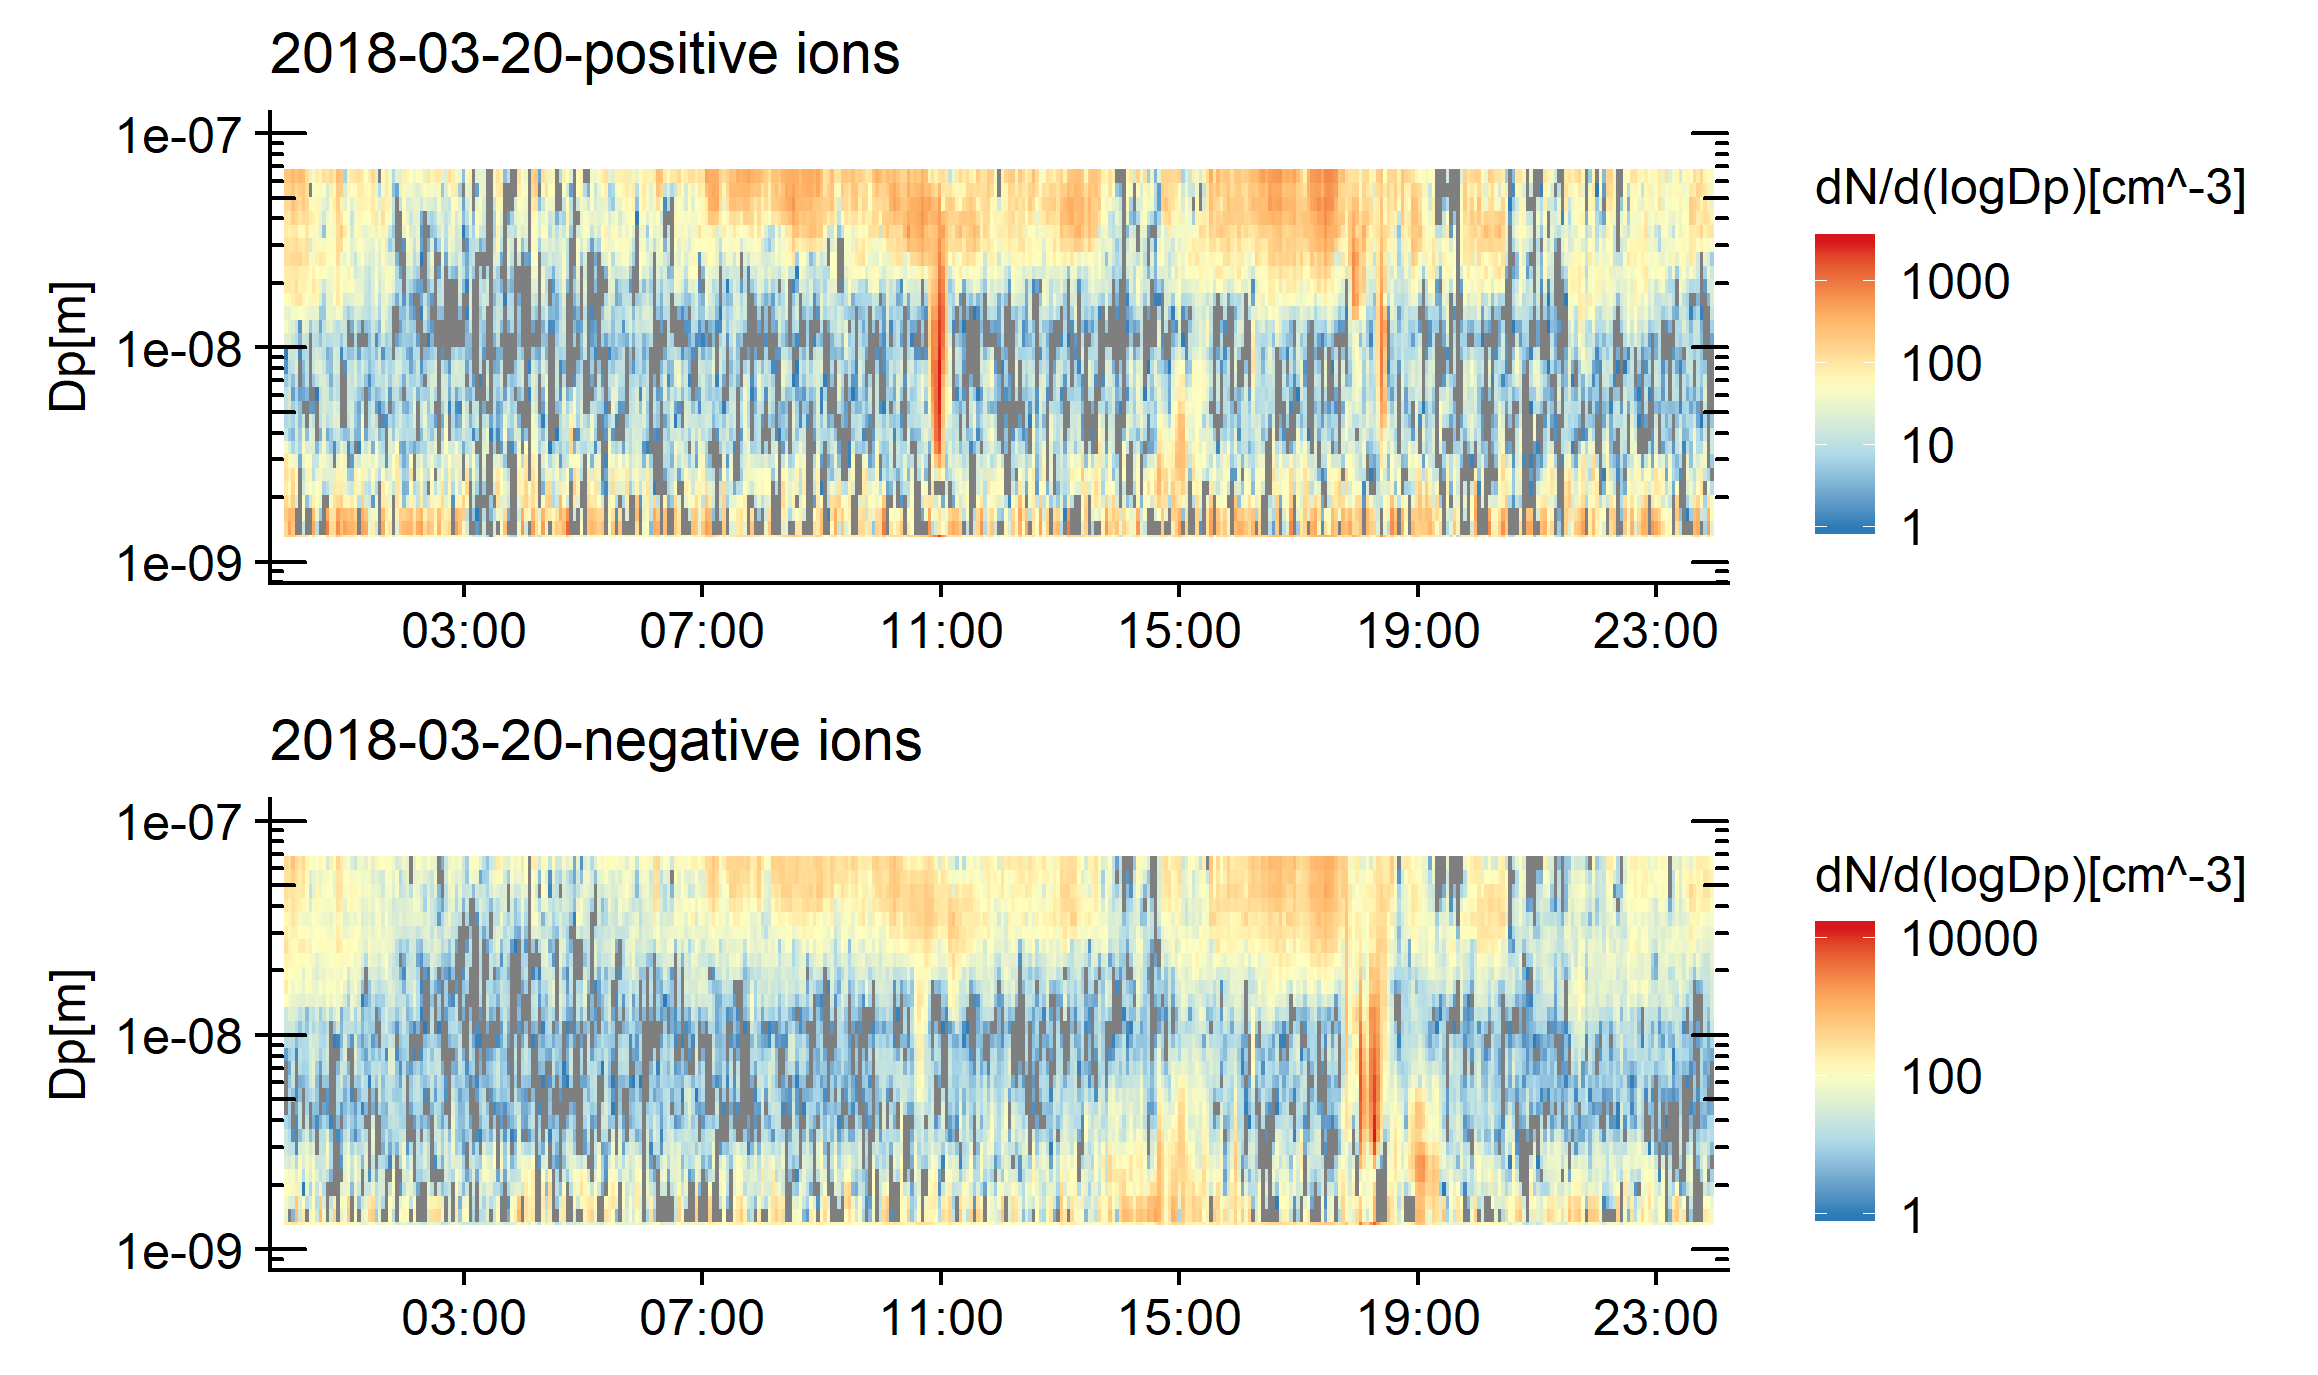 2018-03-20-positive ions
1e-07
1e-08
1e-09
Dp[m]
03:00 07:00 11:00 15:00 19:00 23:00
dN/d(logDp)[cm^-3]
1000
100
10
1
2018-03-20-negative ions
1e-07
1e-08
1e-09
Dp[m]
03:00 07:00 11:00 15:00 19:00 23:00
dN/d(logDp)[cm^-3]
10000
100
1